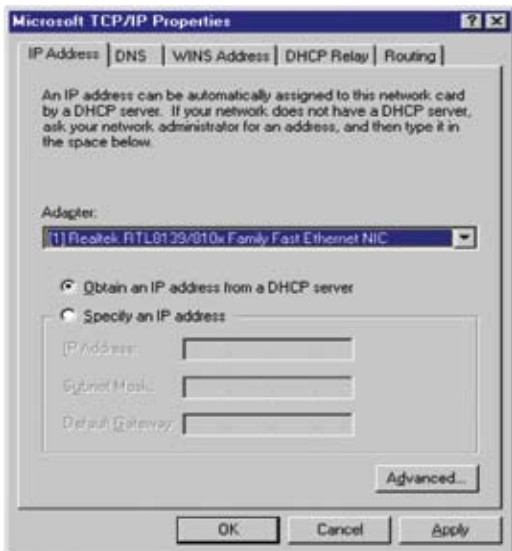 Microsoft TCP/IP Properties
IP Address DNS WINS Address DHCP Relay Routing
An IP address can be automatically assigned to this network card
by a DHCP server. If your network does not have a DHCP server,
ask your network administrator for an address, and then type it in
the space below.
Adapter:
[1] Realtek RTL8139/810x Family Fast Ethernet NIC
Obtain an IP address from a DHCP server
Specify an IP address
IP Address:
Subnet Mask:
Default Gateway:
Advanced...
OK Cancel Apply